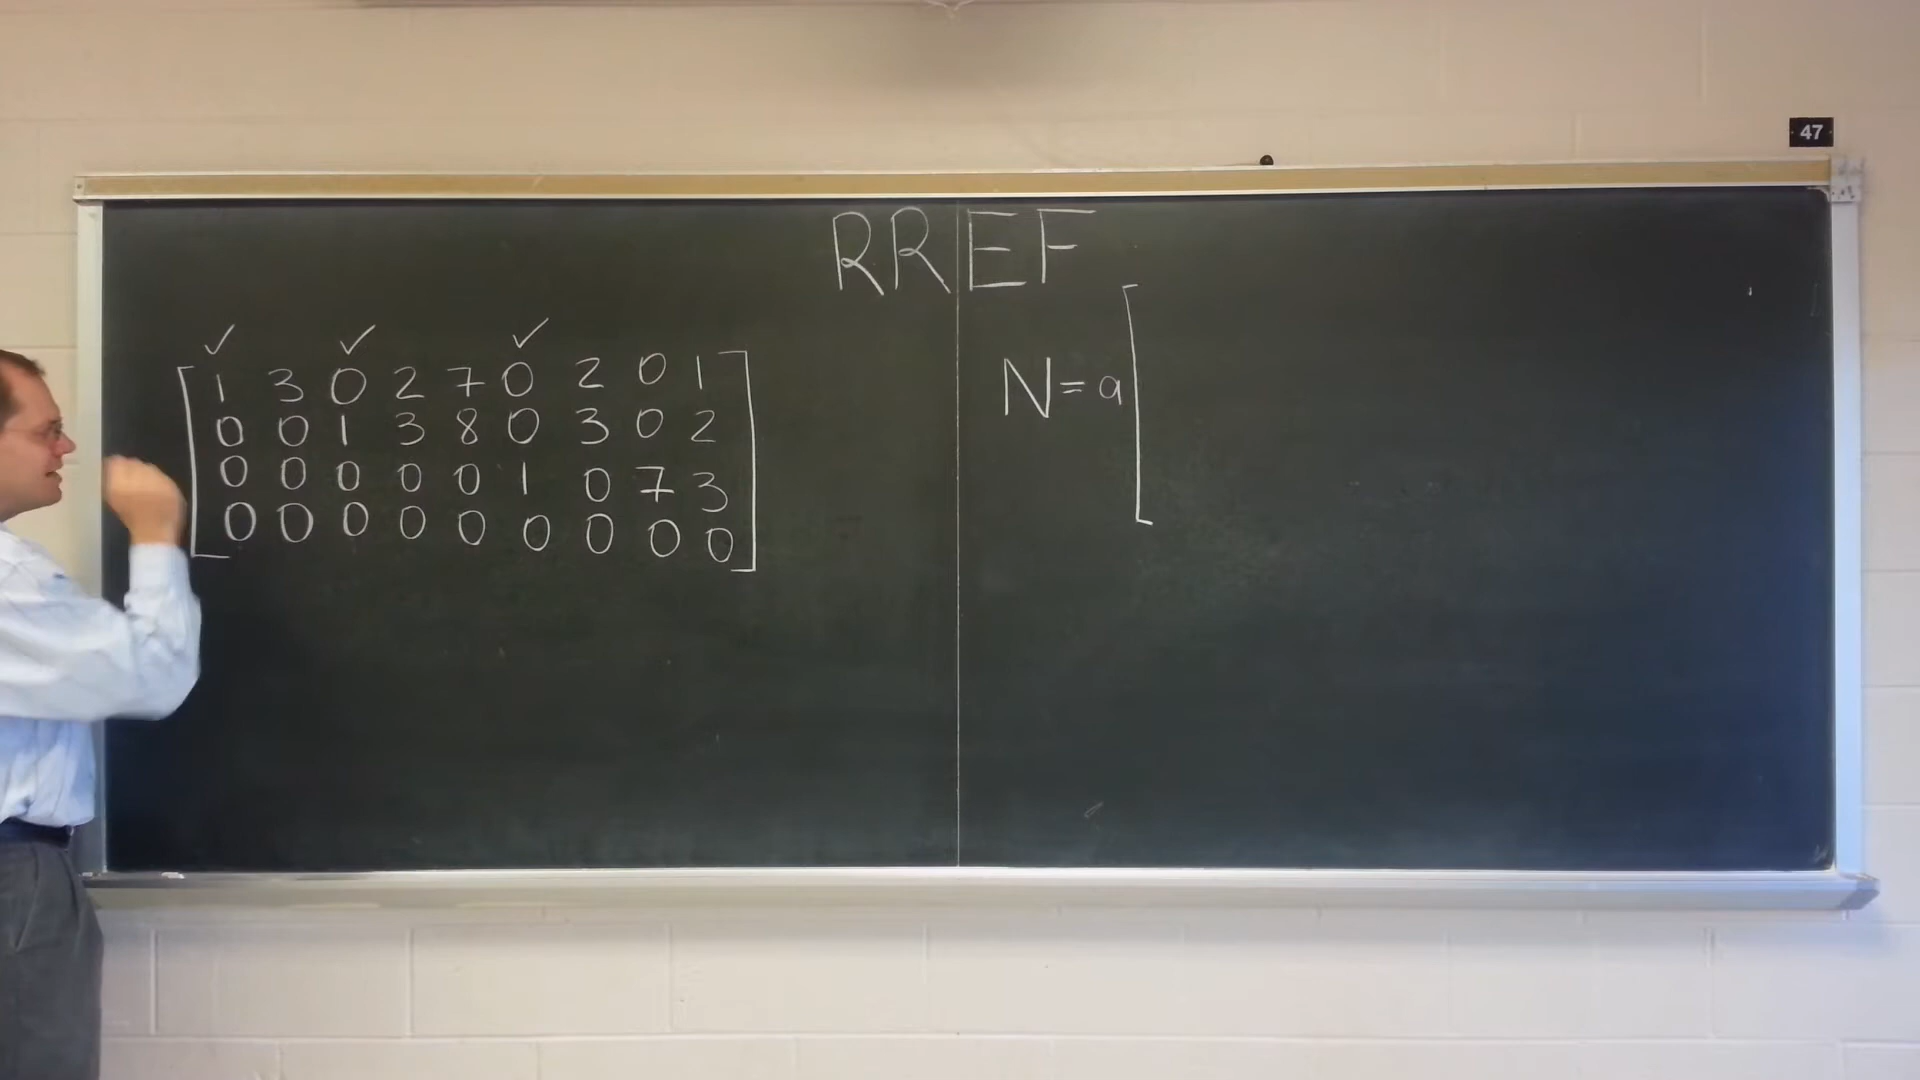 47
RREF
✓ ✓ ✓
1 3 0 2 7 0 2 0 1
0 0 1 3 8 0 3 0 2
0 0 0 0 0 1 0 7 3
0 0 0 0 0 0 0 0 0
N = a [